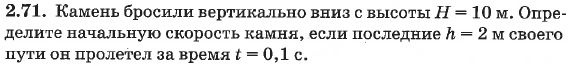 2.71. Камень бросили вертикально вниз с высоты H = 10 м. Опре-
делите начальную скорость камня, если последние h = 2 м своего
пути он пролетел за время t = 0,1 с.